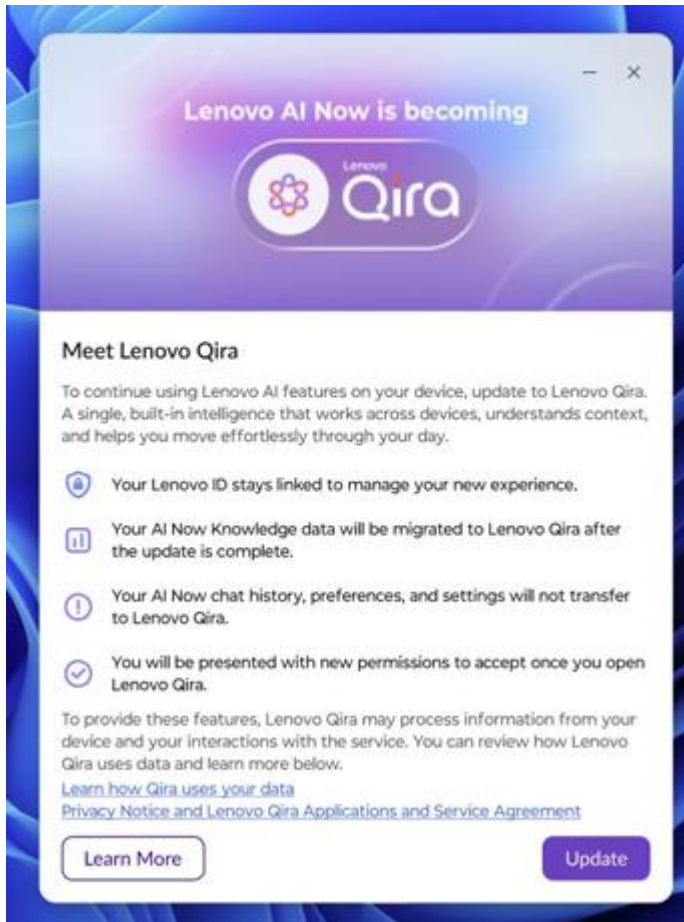 Lenovo AI Now is becoming
Lenovo
Qira
Meet Lenovo Qira
To continue using Lenovo AI features on your device, update to Lenovo Qira.
A single, built-in intelligence that works across devices, understands context,
and helps you move effortlessly through your day.
Your Lenovo ID stays linked to manage your new experience.
Your AI Now Knowledge data will be migrated to Lenovo Qira after
the update is complete.
Your AI Now chat history, preferences, and settings will not transfer
to Lenovo Qira.
You will be presented with new permissions to accept once you open
Lenovo Qira.
To provide these features, Lenovo Qira may process information from your
device and your interactions with the service. You can review how Lenovo
Qira uses data and learn more below.
Learn how Qira uses your data
Privacy Notice and Lenovo Qira Applications and Service Agreement
Learn More
Update